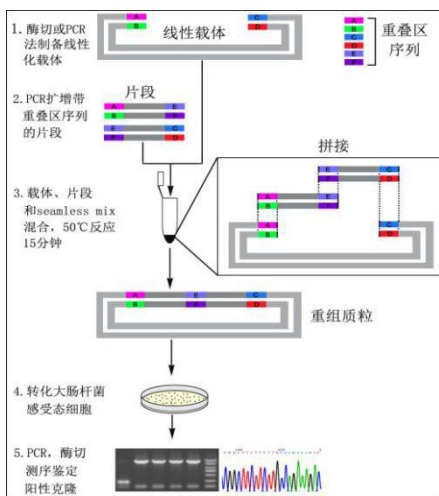 1. 酶切或PCR
法制备线性
化载体
线性载体
A
B
C
D
A
B
C
D
E
F
重叠区
序列
2. PCR扩增带
重叠区序列
的片段
片段
A E
B F
E C
F D
拼接
E C
F D
A E
B F
A C
B D
3. 载体、片段
和seamless mix
混合，50℃反应
15分钟
A E C
B F D
重组质粒
4. 转化大肠杆菌
感受态细胞
5. PCR，酶切
测序鉴定
阳性克隆